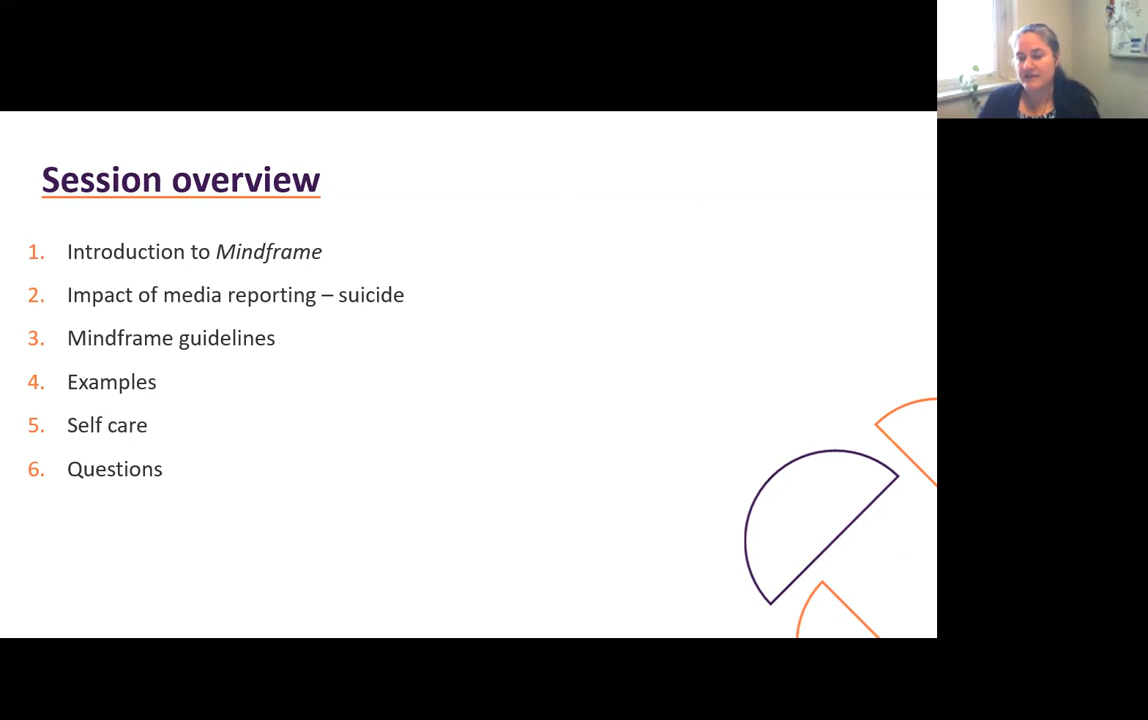 Session overview
1. Introduction to Mindframe
2. Impact of media reporting – suicide
3. Mindframe guidelines
4. Examples
5. Self care
6. Questions